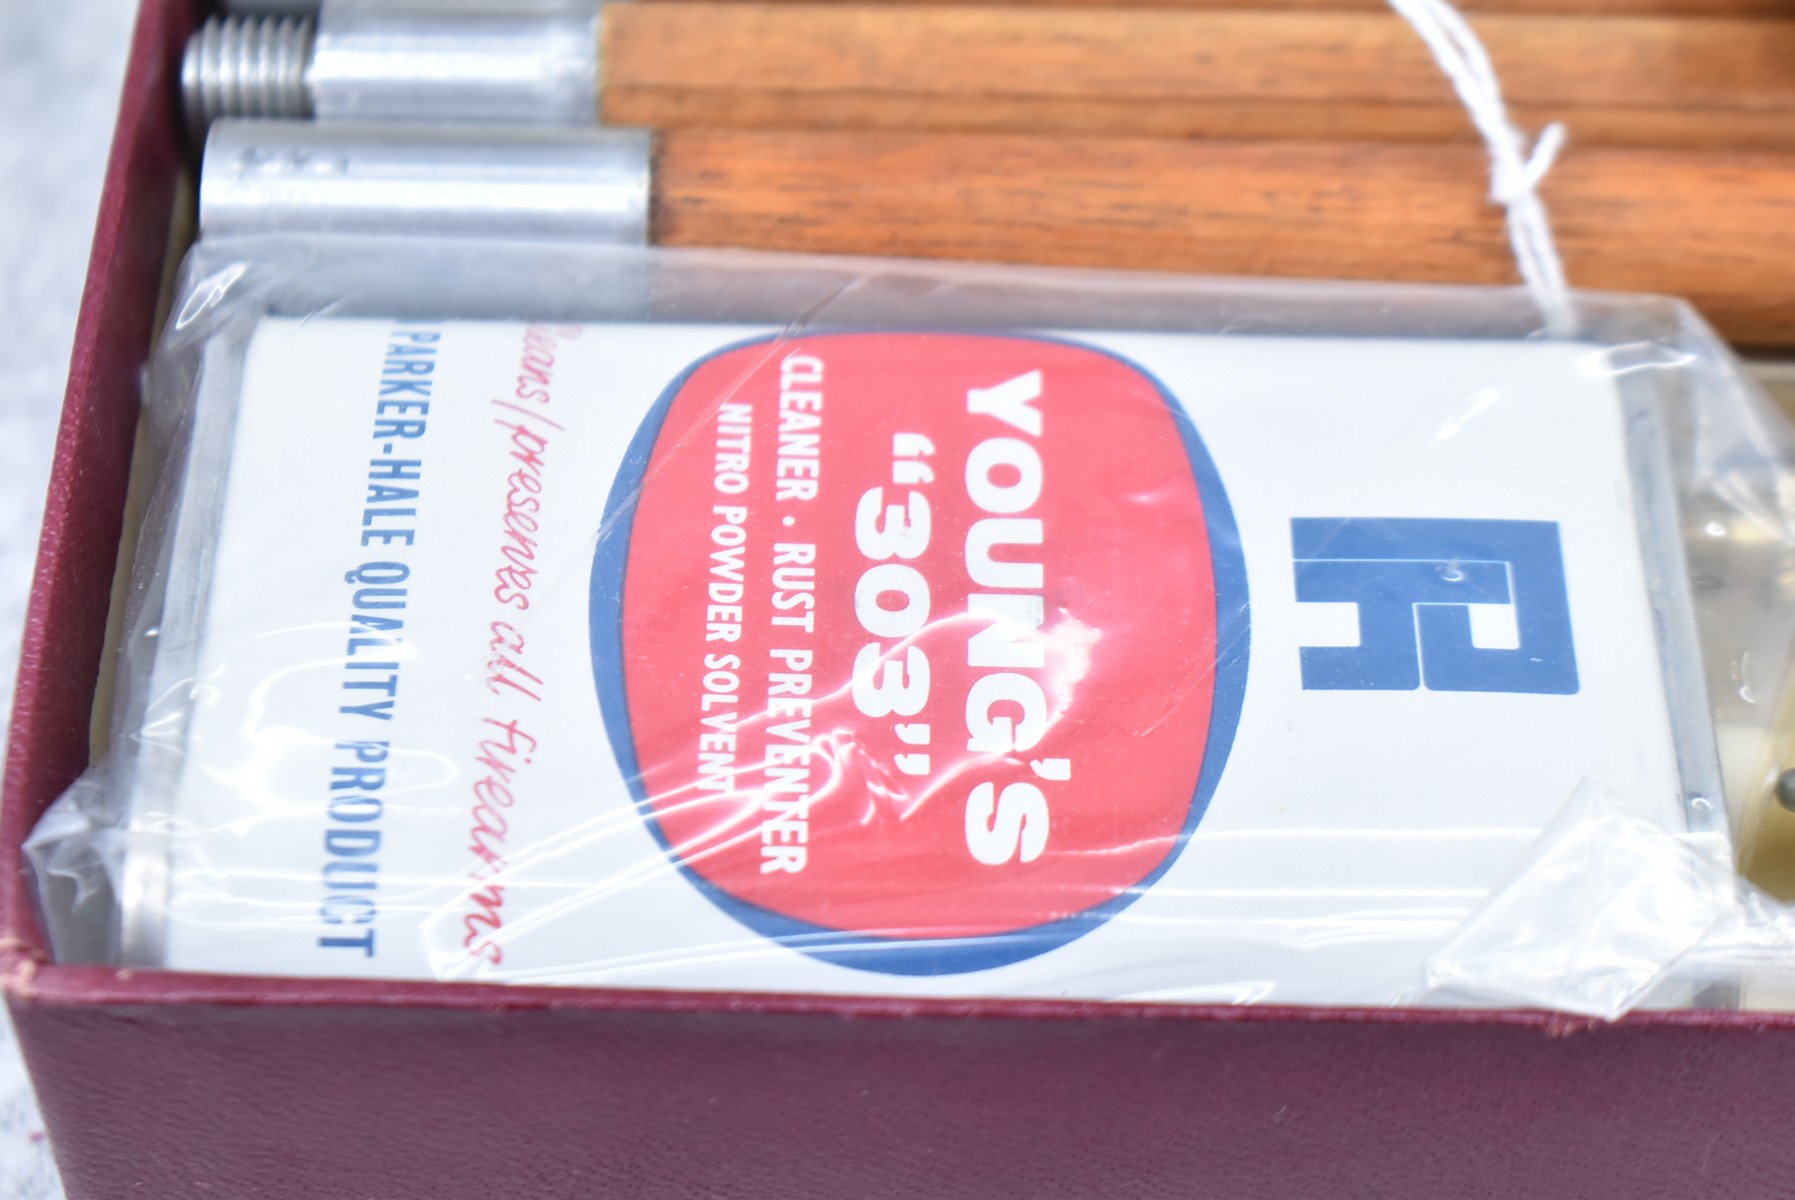 YOUNG'S
“303”
CLEANER · RUST PREVENTER
NITRO POWDER SOLVENT
Cleans/preserves all firearms
PARKER-HALE QUALITY PRODUCT